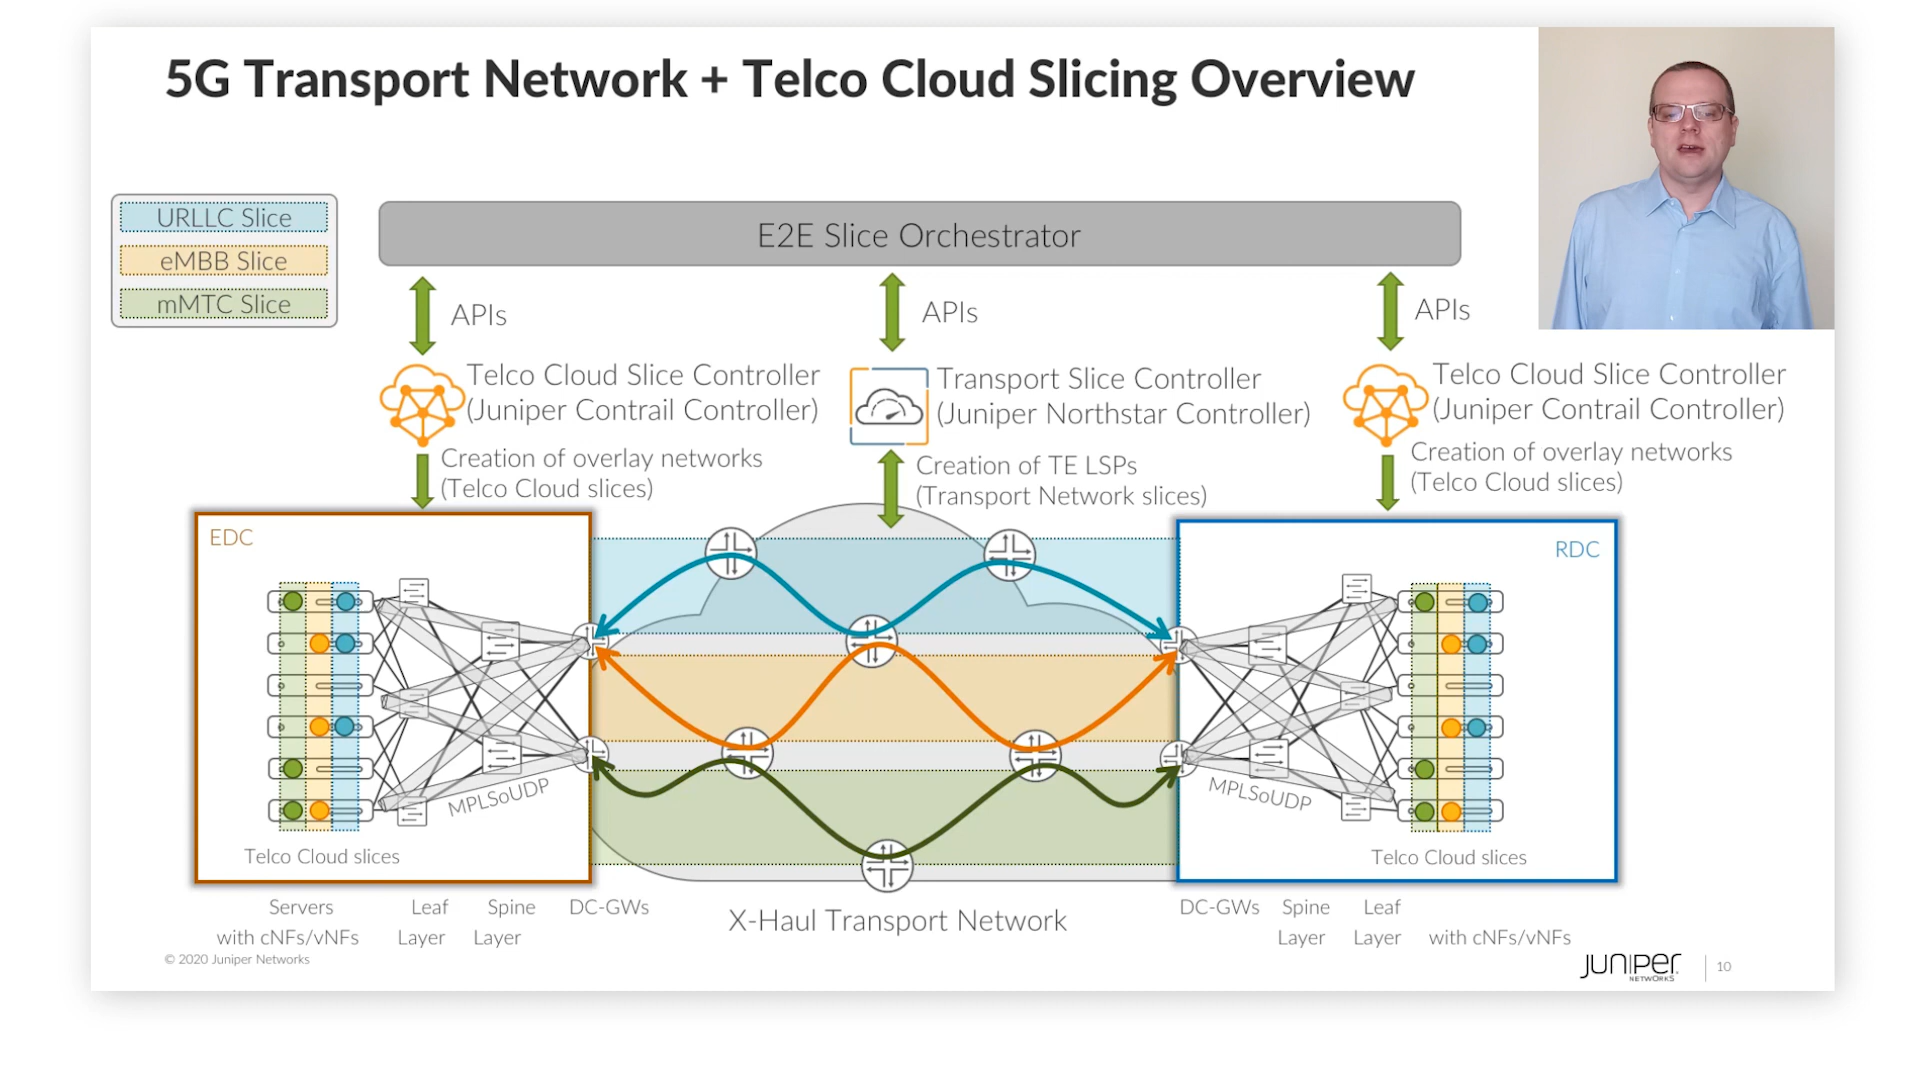 5G Transport Network + Telco Cloud Slicing Overview
URLLC Slice
eMBB Slice
mMTC Slice
E2E Slice Orchestrator
APIs
APIs
APIs
Telco Cloud Slice Controller
(Juniper Contrail Controller)
Transport Slice Controller
(Juniper Northstar Controller)
Telco Cloud Slice Controller
(Juniper Contrail Controller)
Creation of overlay networks
(Telco Cloud slices)
Creation of TE LSPs
(Transport Network slices)
Creation of overlay networks
(Telco Cloud slices)
EDC
RDC
MPLSoUDP
MPLSoUDP
Telco Cloud slices
Telco Cloud slices
Servers
with cNFs/vNFs
Leaf
Layer
Spine
Layer
DC-GWs
X-Haul Transport Network
DC-GWs
Spine
Layer
Leaf
Layer
with cNFs/vNFs
© 2020 Juniper Networks
JUNIPER
NETWORKS
10